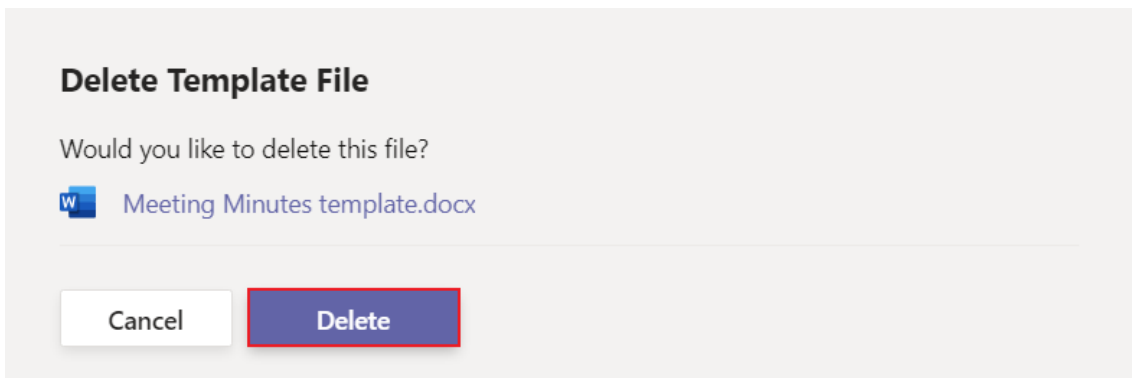 Delete Template File
Would you like to delete this file?
W Meeting Minutes template.docx
Cancel Delete